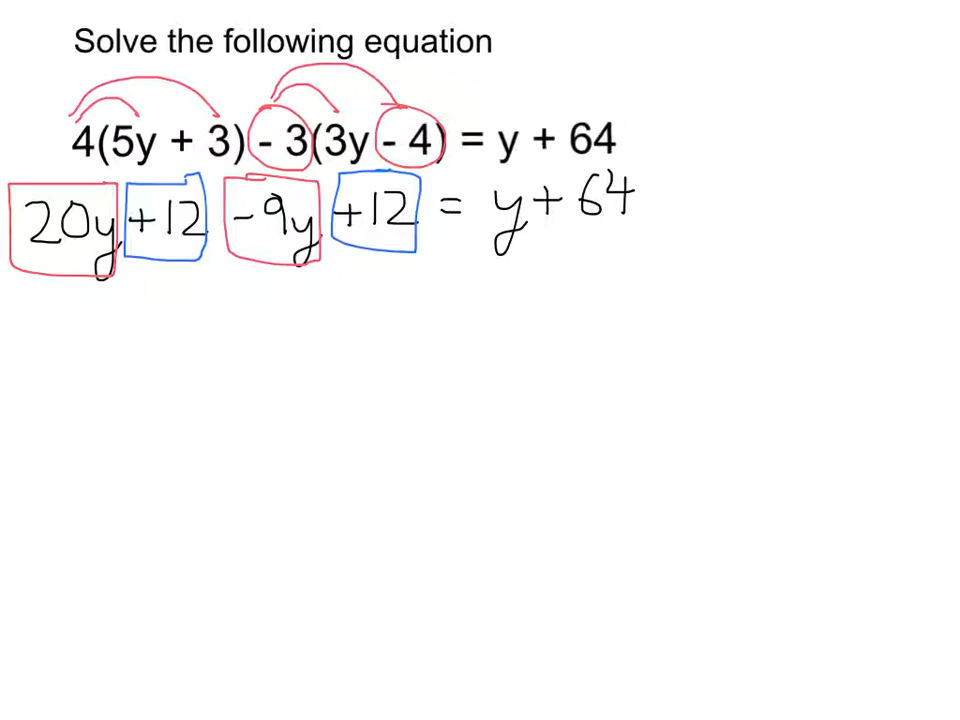 Solve the following equation
4(5y + 3) - 3(3y - 4) = y + 64
20y +12 -9y +12 = y + 64